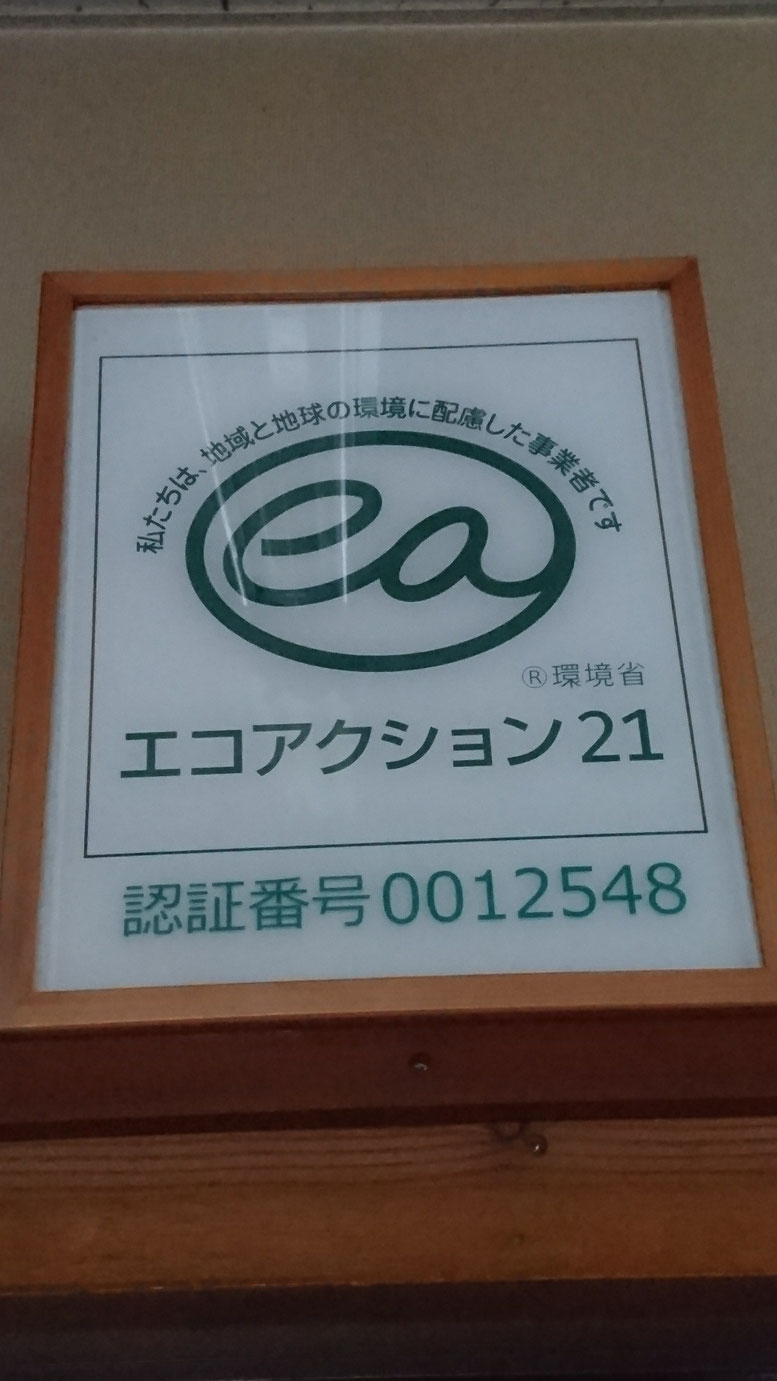 私たちは、地域と地球の環境に配慮した事業者です
ea
®環境省
エコアクション21
認証番号0012548